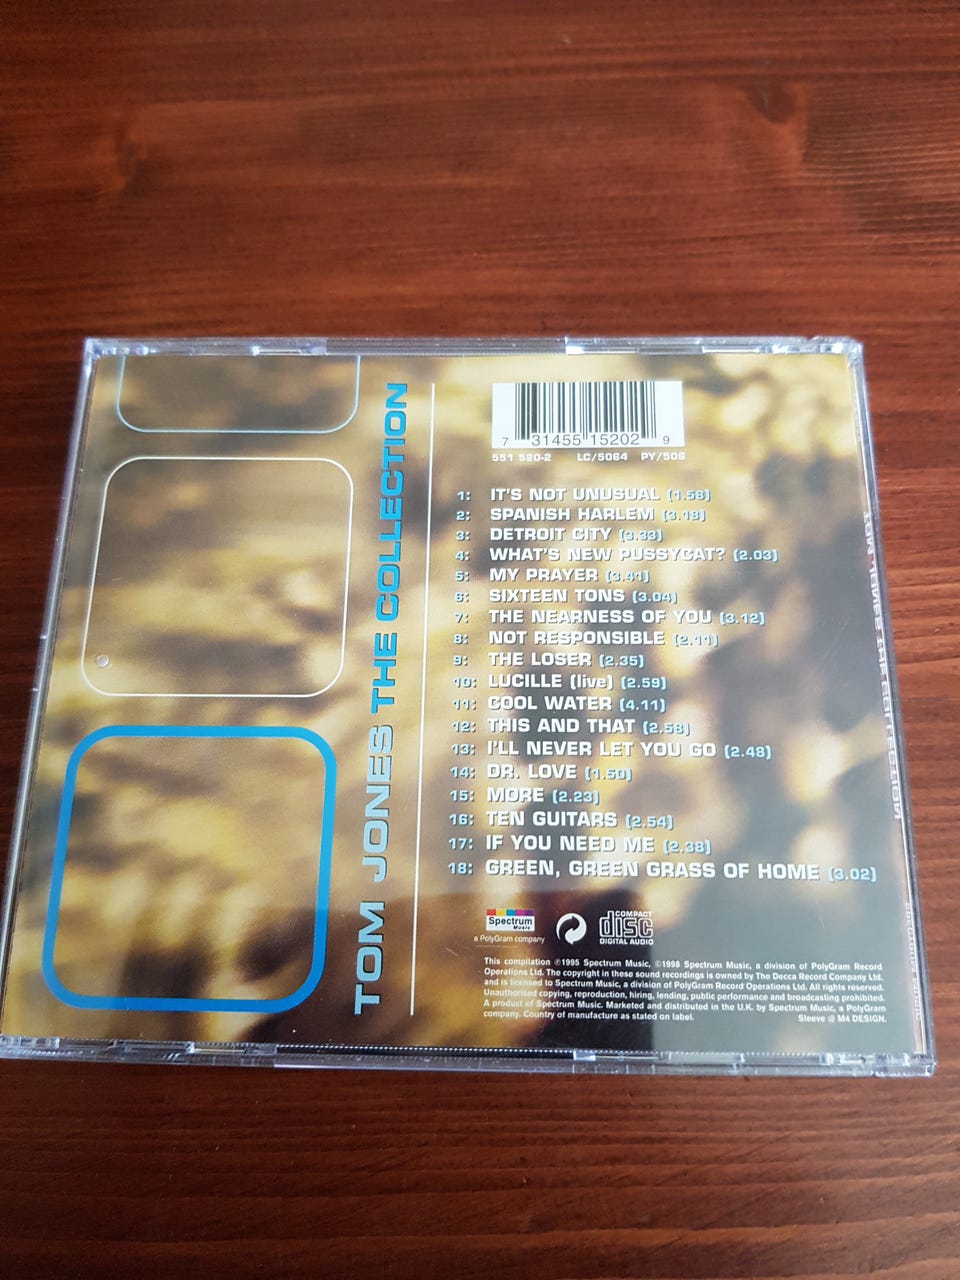 TOM JONES THE COLLECTION
7 31455 15202 9
551 520-2 LC/5064 PY/506
1: IT'S NOT UNUSUAL (1.58)
2: SPANISH HARLEM (3.18)
3: DETROIT CITY (3.33)
4: WHAT'S NEW PUSSYCAT? (2.03)
5: MY PRAYER (3.41)
6: SIXTEEN TONS (3.04)
7: THE NEARNESS OF YOU (3.12)
8: NOT RESPONSIBLE (2.11)
9: THE LOSER (2.35)
10: LUCILLE (live) (2.59)
11: COOL WATER (4.11)
12: THIS AND THAT (2.58)
13: I'LL NEVER LET YOU GO (2.48)
14: DR. LOVE (1.50)
15: MORE (2.23)
16: TEN GUITARS (2.54)
17: IF YOU NEED ME (2.38)
18: GREEN, GREEN GRASS OF HOME (3.02)
Spectrum
Music
a PolyGram company
COMPACT
disc
DIGITAL AUDIO
This compilation ℗1995 Spectrum Music, ©1998 Spectrum Music, a division of PolyGram Record
Operations Ltd. The copyright in these sound recordings is owned by The Decca Record Company Ltd.
and is licensed to Spectrum Music, a division of PolyGram Record Operations Ltd. All rights reserved.
Unauthorised copying, reproduction, hiring, lending, public performance and broadcasting prohibited.
A product of Spectrum Music. Marketed and distributed in the U.K. by Spectrum Music, a PolyGram
company. Country of manufacture as stated on label. Sleeve @ M4 DESIGN.
TOM JONES THE COLLECTION